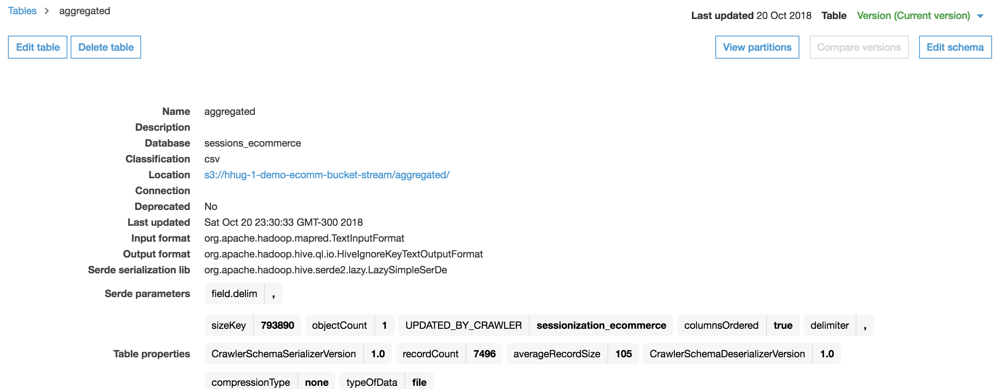 Tables > aggregated
Last updated 20 Oct 2018 Table Version (Current version)
Edit table Delete table View partitions Compare versions Edit schema
Name aggregated
Description
Database sessions_ecommerce
Classification csv
Location s3://hhug-1-demo-ecomm-bucket-stream/aggregated/
Connection
Deprecated No
Last updated Sat Oct 20 23:30:33 GMT-300 2018
Input format org.apache.hadoop.mapred.TextInputFormat
Output format org.apache.hadoop.hive.ql.io.HiveIgnoreKeyTextOutputFormat
Serde serialization lib org.apache.hadoop.hive.serde2.lazy.LazySimpleSerDe
Serde parameters field.delim ,
sizeKey 793890 objectCount 1 UPDATED_BY_CRAWLER sessionization_ecommerce columnsOrdered true delimiter ,
Table properties CrawlerSchemaSerializerVersion 1.0 recordCount 7496 averageRecordSize 105 CrawlerSchemaDeserializerVersion 1.0
compressionType none typeOfData file